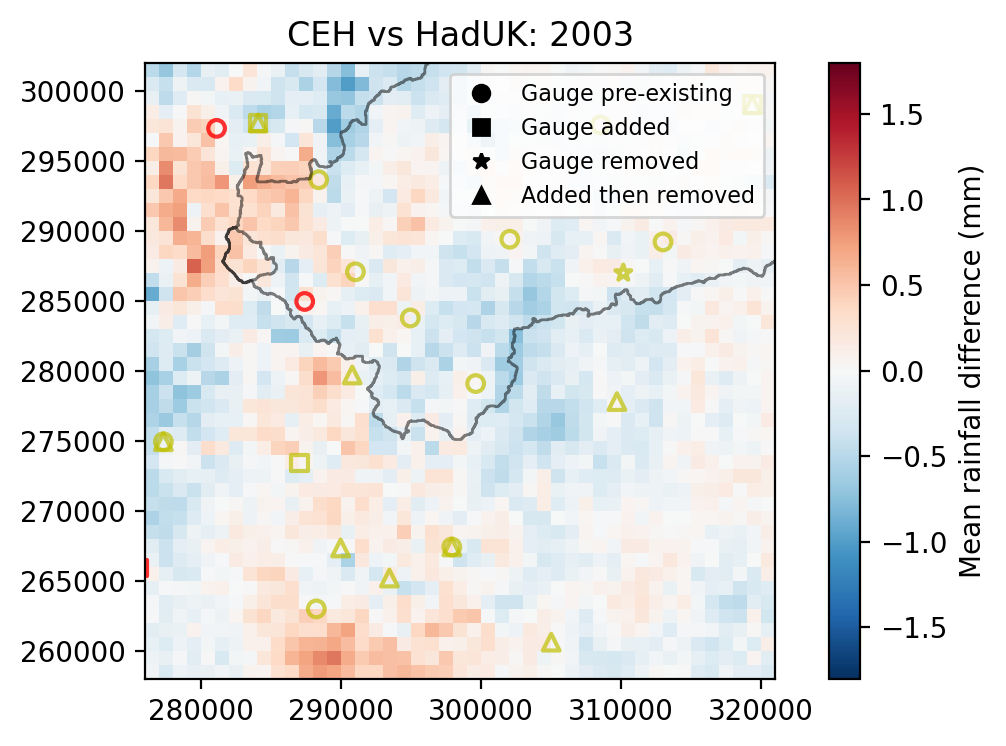 CEH vs HadUK: 2003
300000
295000
290000
285000
280000
275000
270000
265000
260000
280000 290000 300000 310000 320000
Gauge pre-existing
Gauge added
Gauge removed
Added then removed
1.5
1.0
0.5
0.0
−0.5
−1.0
−1.5
Mean rainfall difference (mm)